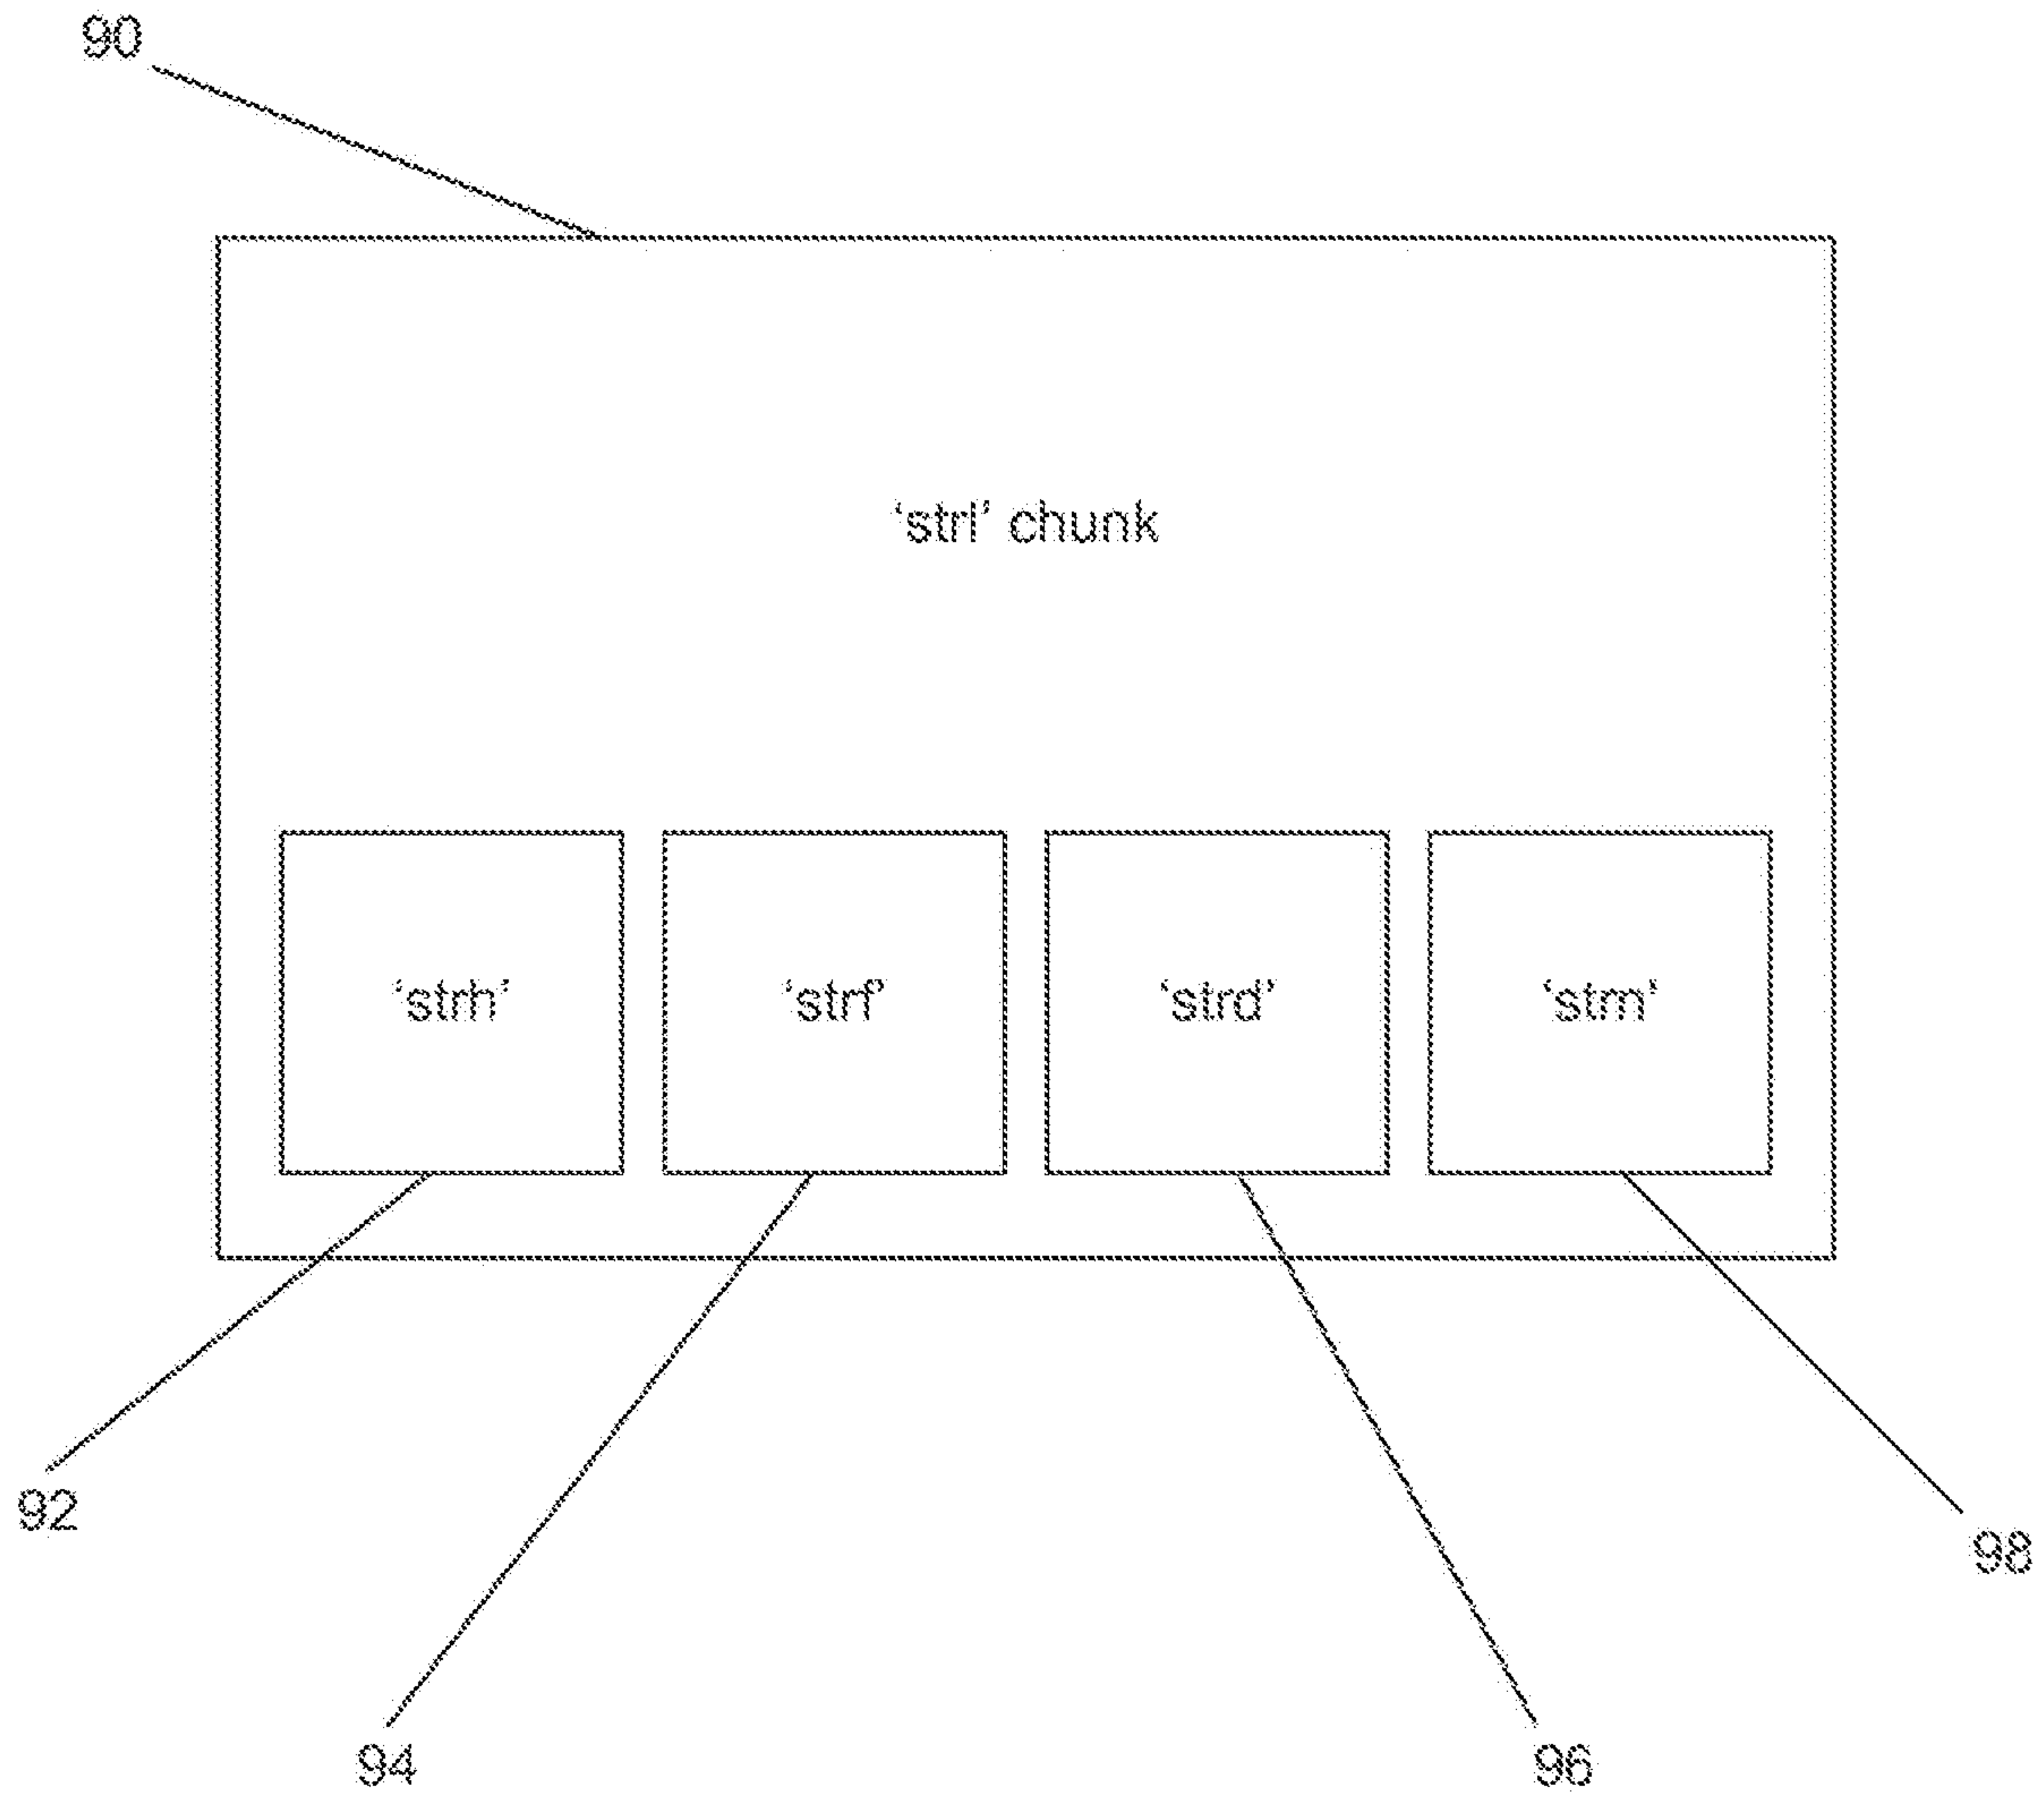 90
‘strl’ chunk
‘strh’ ‘strf’ ‘strd’ ‘strn’
92
98
94 96